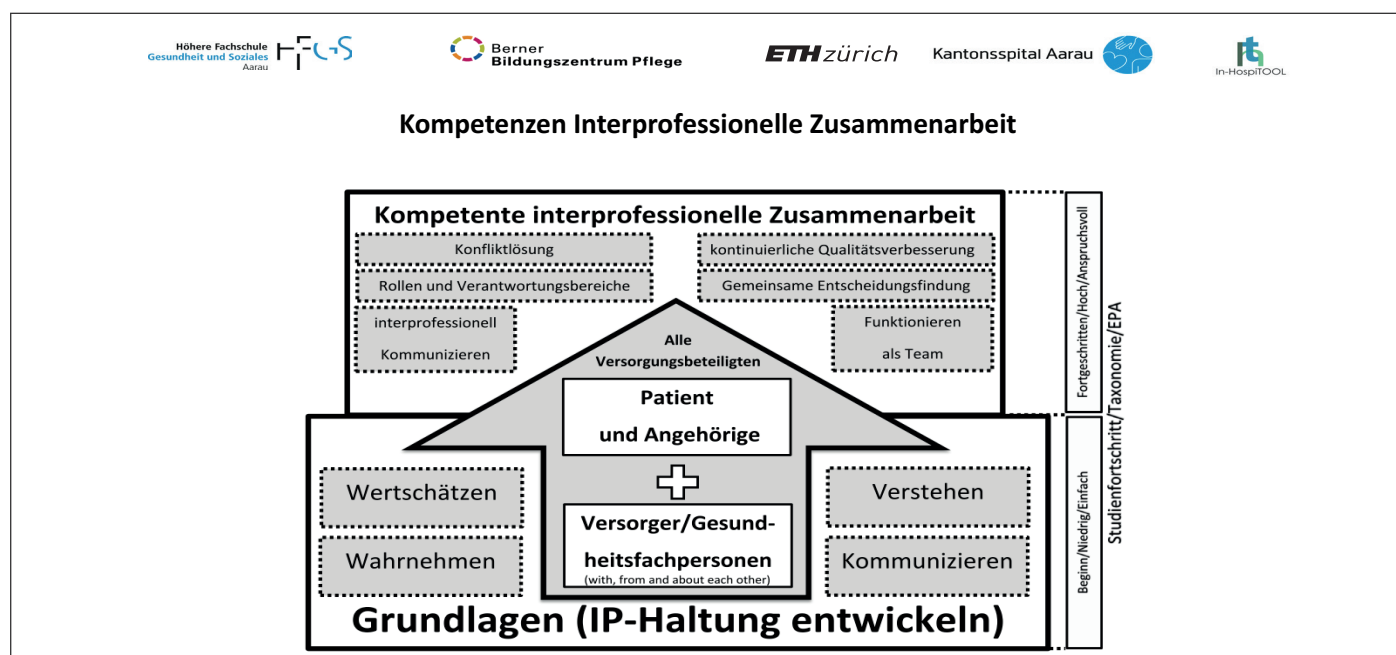 Höhere Fachschule
Gesundheit und Soziales
Aarau
HFGS
Berner
Bildungszentrum Pflege
ETH zürich
Kantonsspital Aarau
In-HospiTOOL
Kompetenzen Interprofessionelle Zusammenarbeit
Kompetente interprofessionelle Zusammenarbeit
Konfliktlösung
kontinuierliche Qualitätsverbesserung
Rollen und Verantwortungsbereiche
Gemeinsame Entscheidungsfindung
interprofessionell
Kommunizieren
Funktionieren
als Team
Alle
Versorgungsbeteiligten
Patient
und Angehörige
Wertschätzen
Verstehen
Versorger/Gesund-
heitsfachpersonen
(with, from and about each other)
Wahrnehmen
Kommunizieren
Grundlagen (IP-Haltung entwickeln)
Fortgeschritten/Hoch/Anspruchsvoll
Beginn/Niedrig/Einfach
Studienfortschritt/Taxonomie/EPA